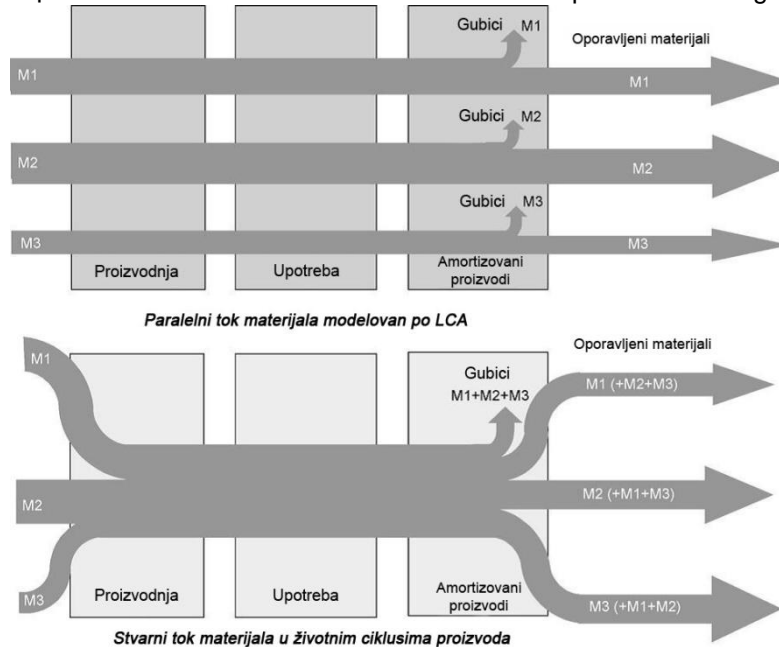 Gubici M1
Oporavljeni materijali
M1
M1
Gubici M2
M2
M2
Gubici M3
M3
M3
Proizvodnja
Upotreba
Amortizovani
proizvodi
Paralelni tok materijala modelovan po LCA
Oporavljeni materijali
M1
Gubici
M1+M2+M3
M1 (+M2+M3)
M2
M2 (+M1+M3)
M3
M3 (+M1+M2)
Proizvodnja
Upotreba
Amortizovani
proizvodi
Stvarni tok materijala u životnim ciklusima proizvoda